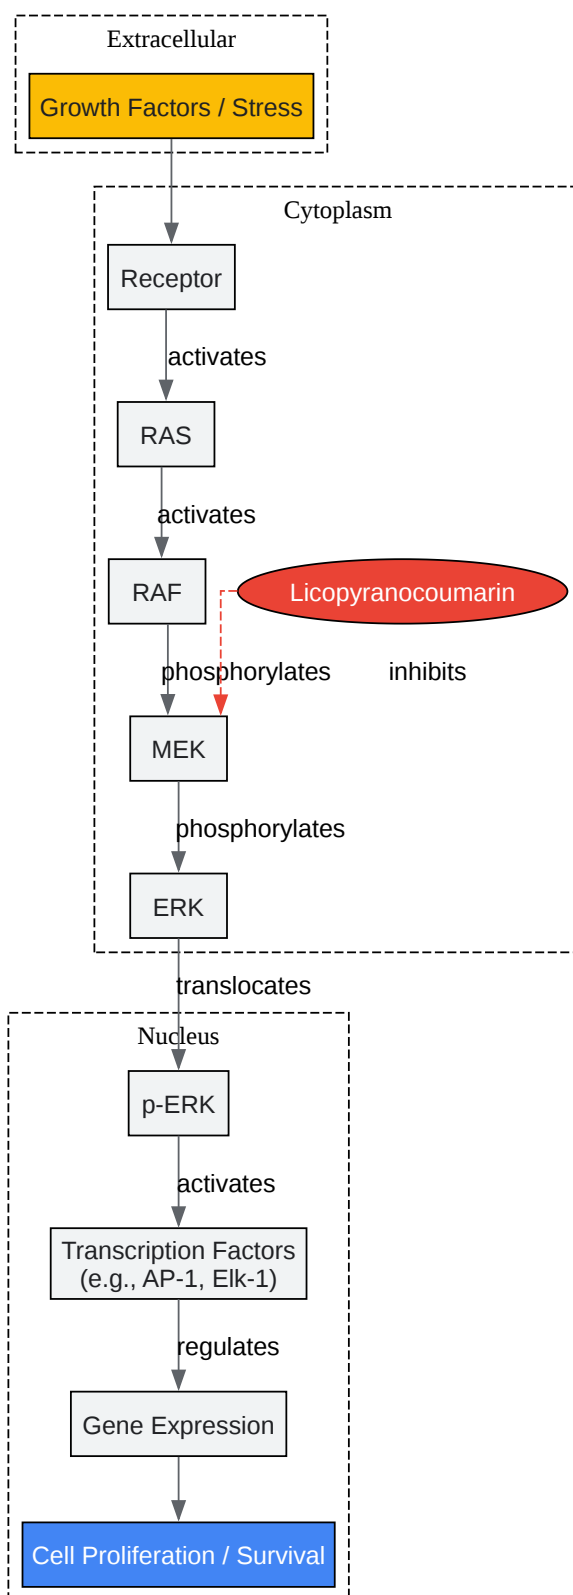 Extracellular
Growth Factors / Stress
Cytoplasm
Receptor
activates
RAS
activates
RAF
Licopyranocoumarin
phosphorylates
inhibits
MEK
phosphorylates
ERK
translocates
Nucleus
p-ERK
activates
Transcription Factors
(e.g., AP-1, Elk-1)
regulates
Gene Expression
Cell Proliferation / Survival